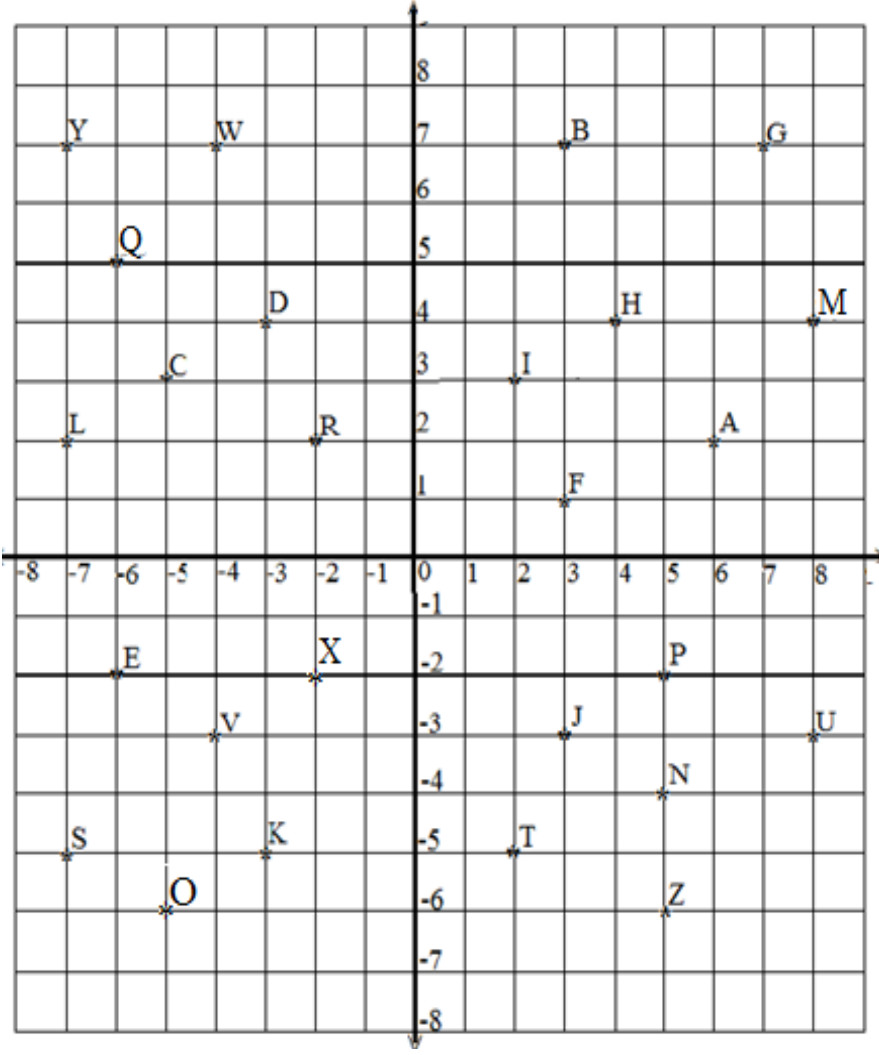 8
Y W 7 B G
6
Q 5
D 4 H M
C 3 I
L R 2 A
1 F
-8 -7 -6 -5 -4 -3 -2 -1 0 1 2 3 4 5 6 7 8
-1
E X -2 P
V -3 J U
-4 N
S K -5 T
O -6 Z
-7
-8